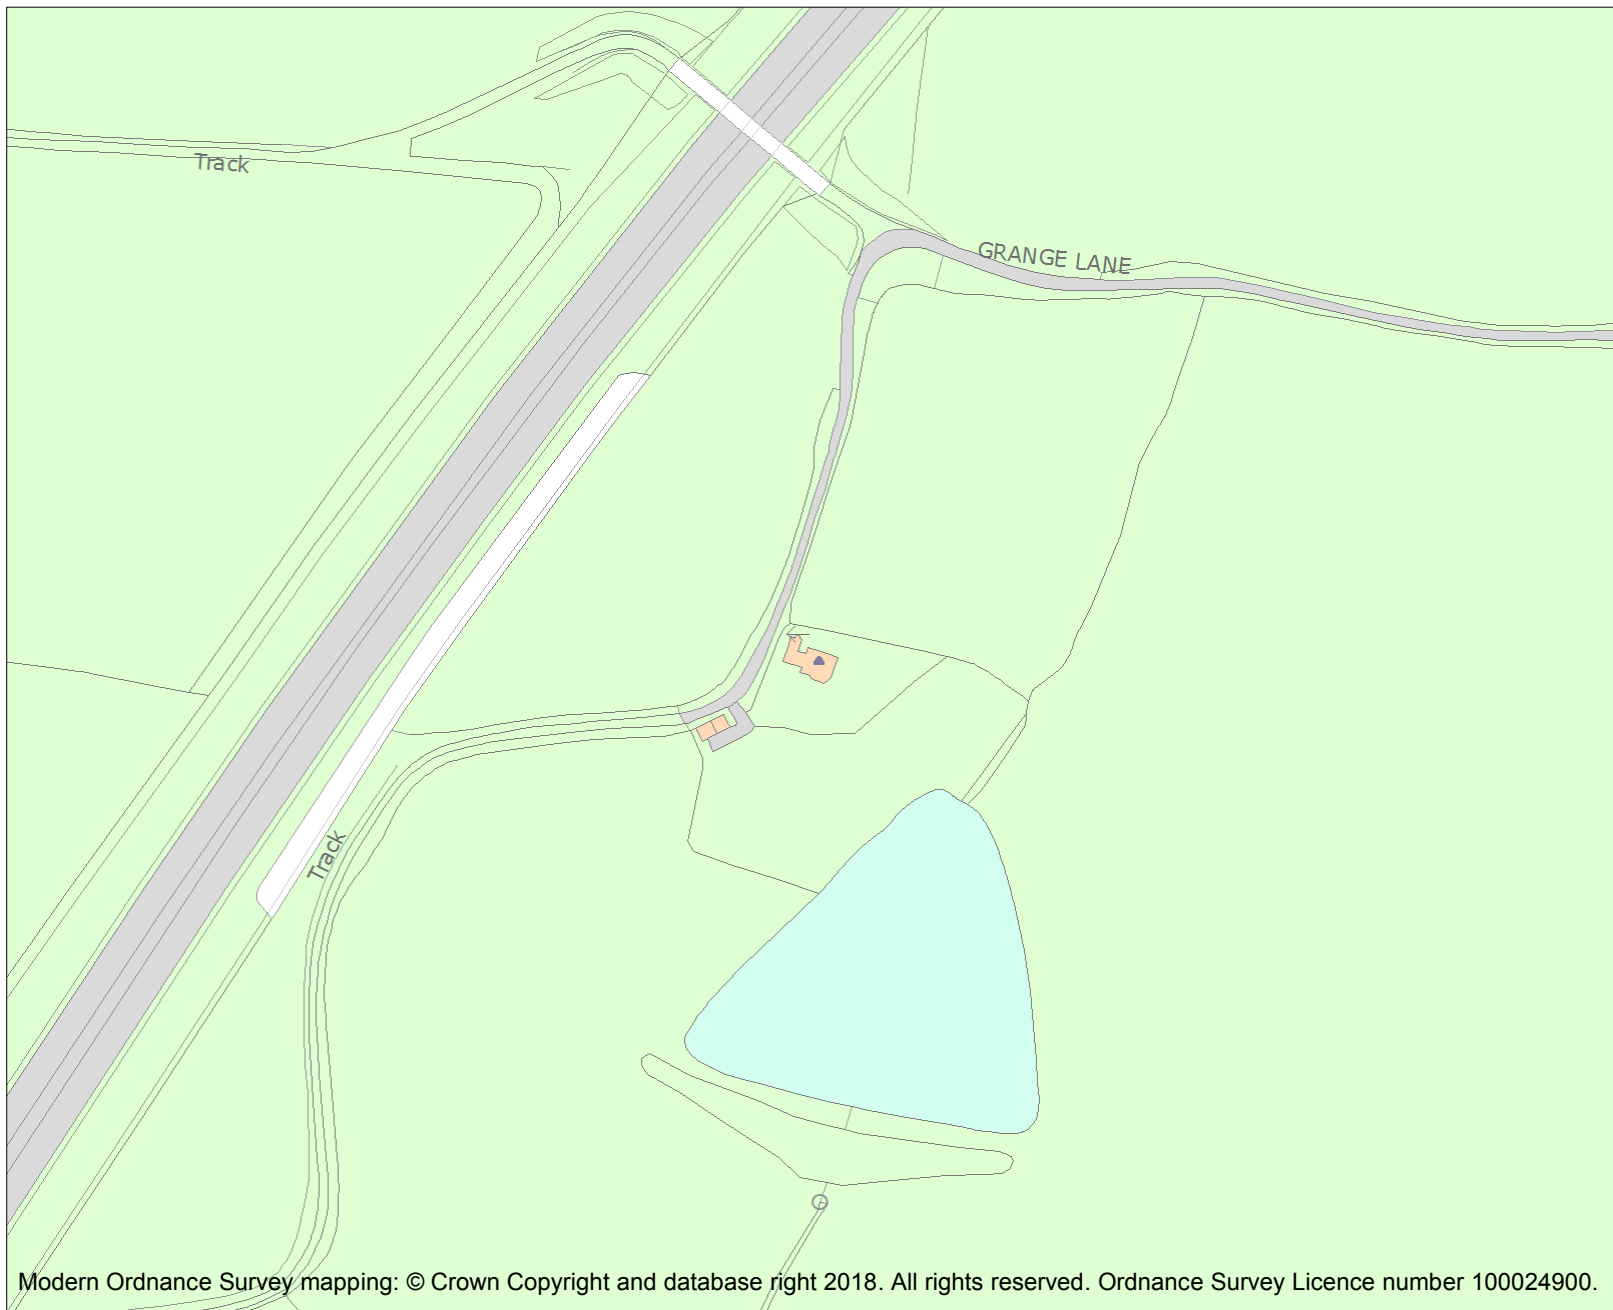 Track
GRANGE LANE
Track
Modern Ordnance Survey mapping: © Crown Copyright and database right 2018. All rights reserved. Ordnance Survey Licence number 100024900.